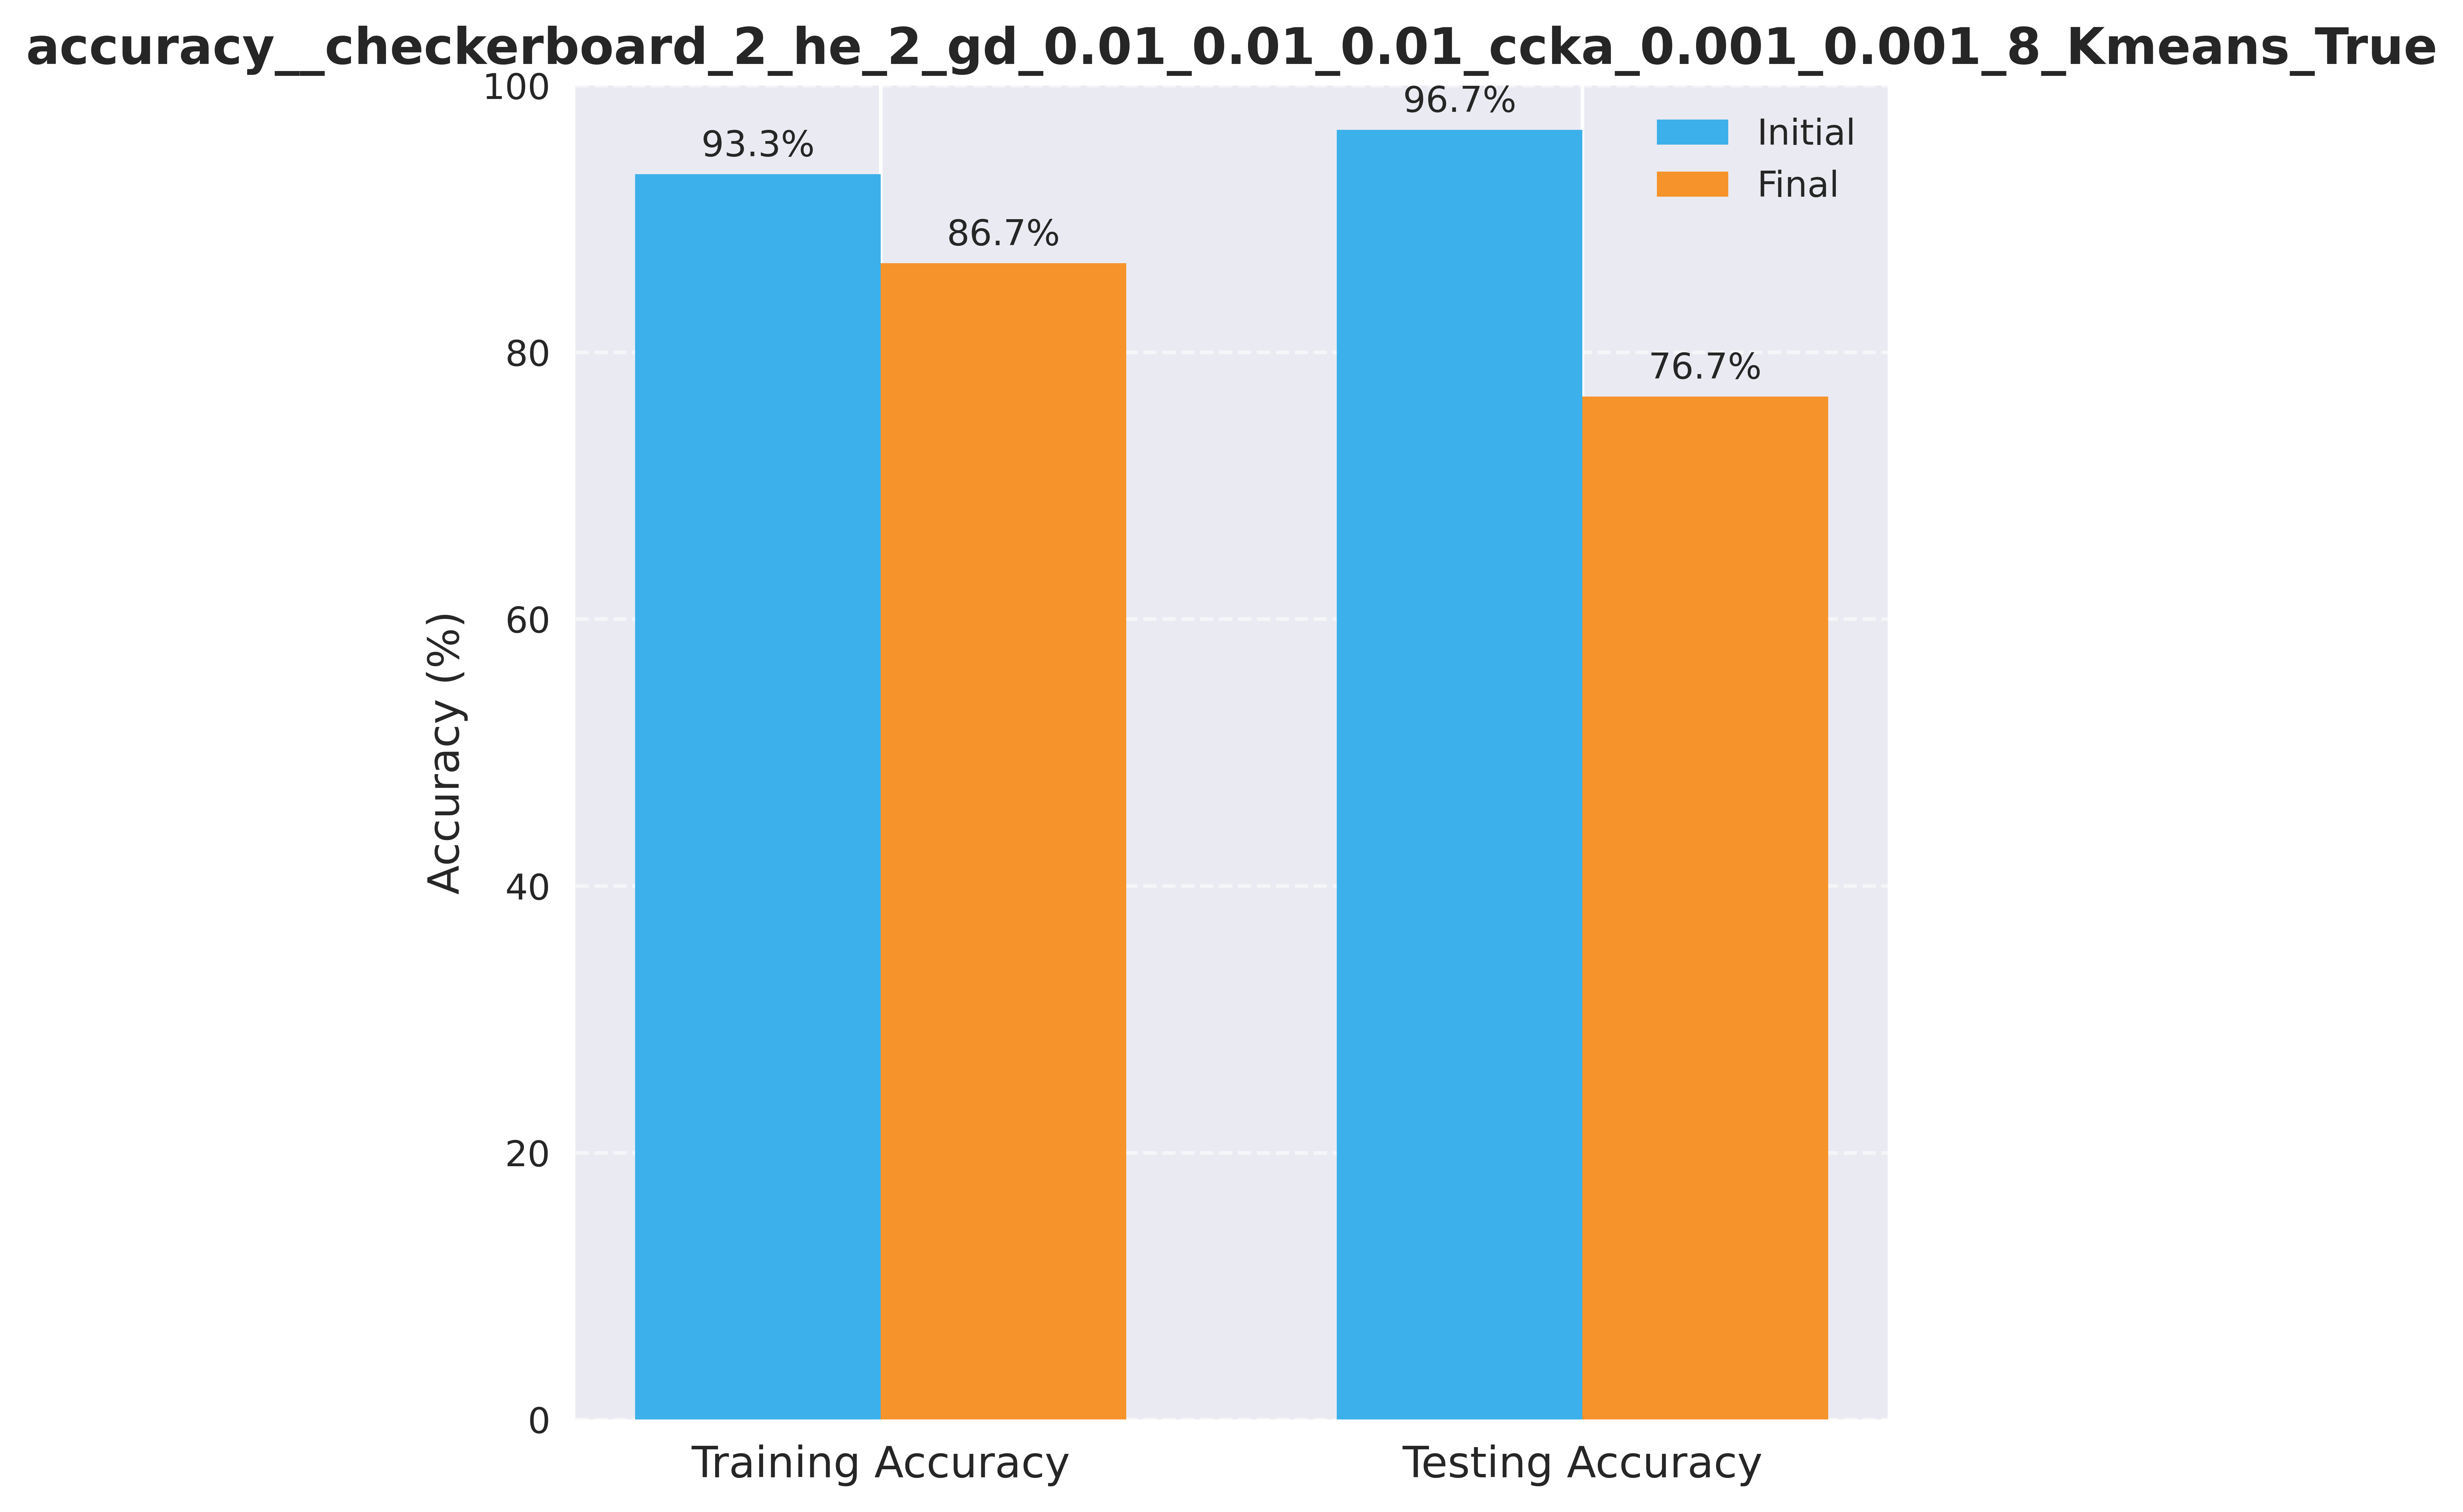 accuracy__checkerboard_2_he_2_gd_0.01_0.01_0.01_ccka_0.001_0.001_8_Kmeans_True
100
80
60
40
20
0
Accuracy (%)
93.3%
86.7%
96.7%
76.7%
Initial
Final
Training Accuracy
Testing Accuracy